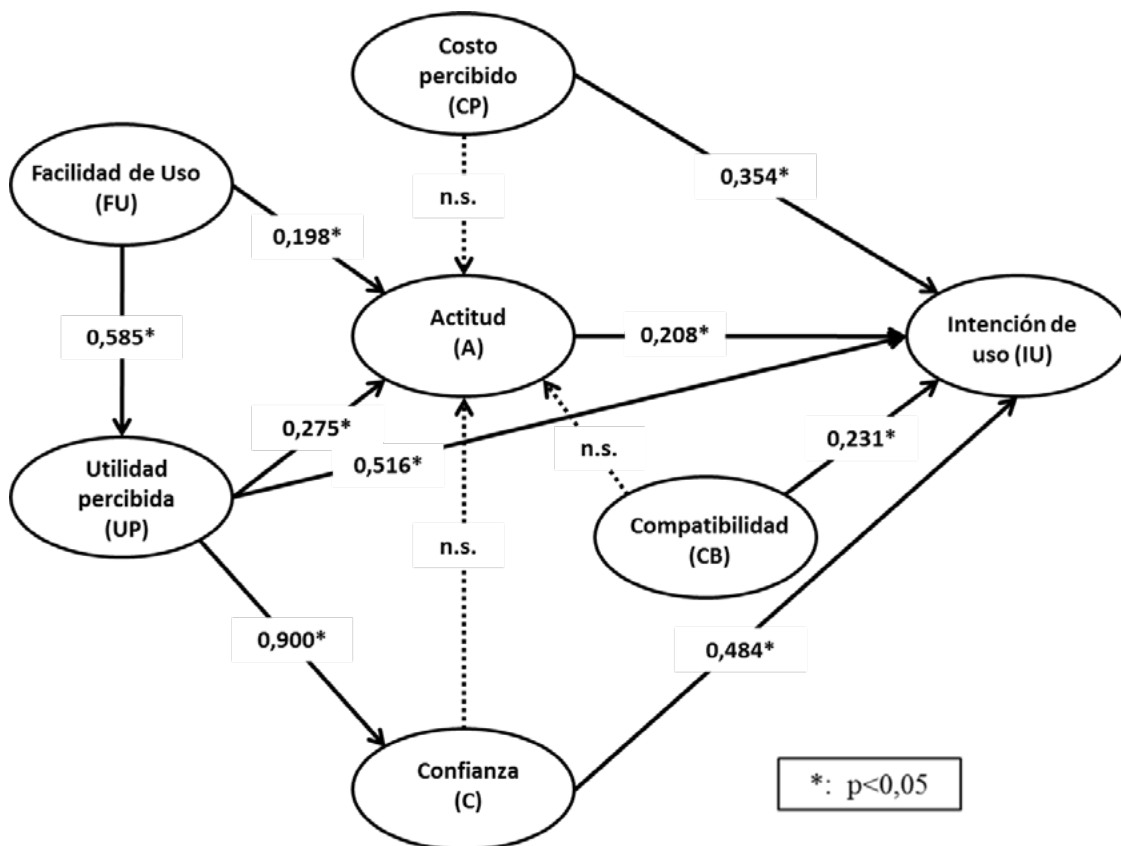 Costo
percibido
(CP)
Facilidad de Uso
(FU)
0,354*
n.s.
0,198*
Actitud
(A)
Intención de
uso (IU)
0,585*
0,208*
0,275*
0,516*
n.s.
0,231*
Utilidad
percibida
(UP)
Compatibilidad
(CB)
n.s.
0,900*
0,484*
Confianza
(C)
*: p<0,05